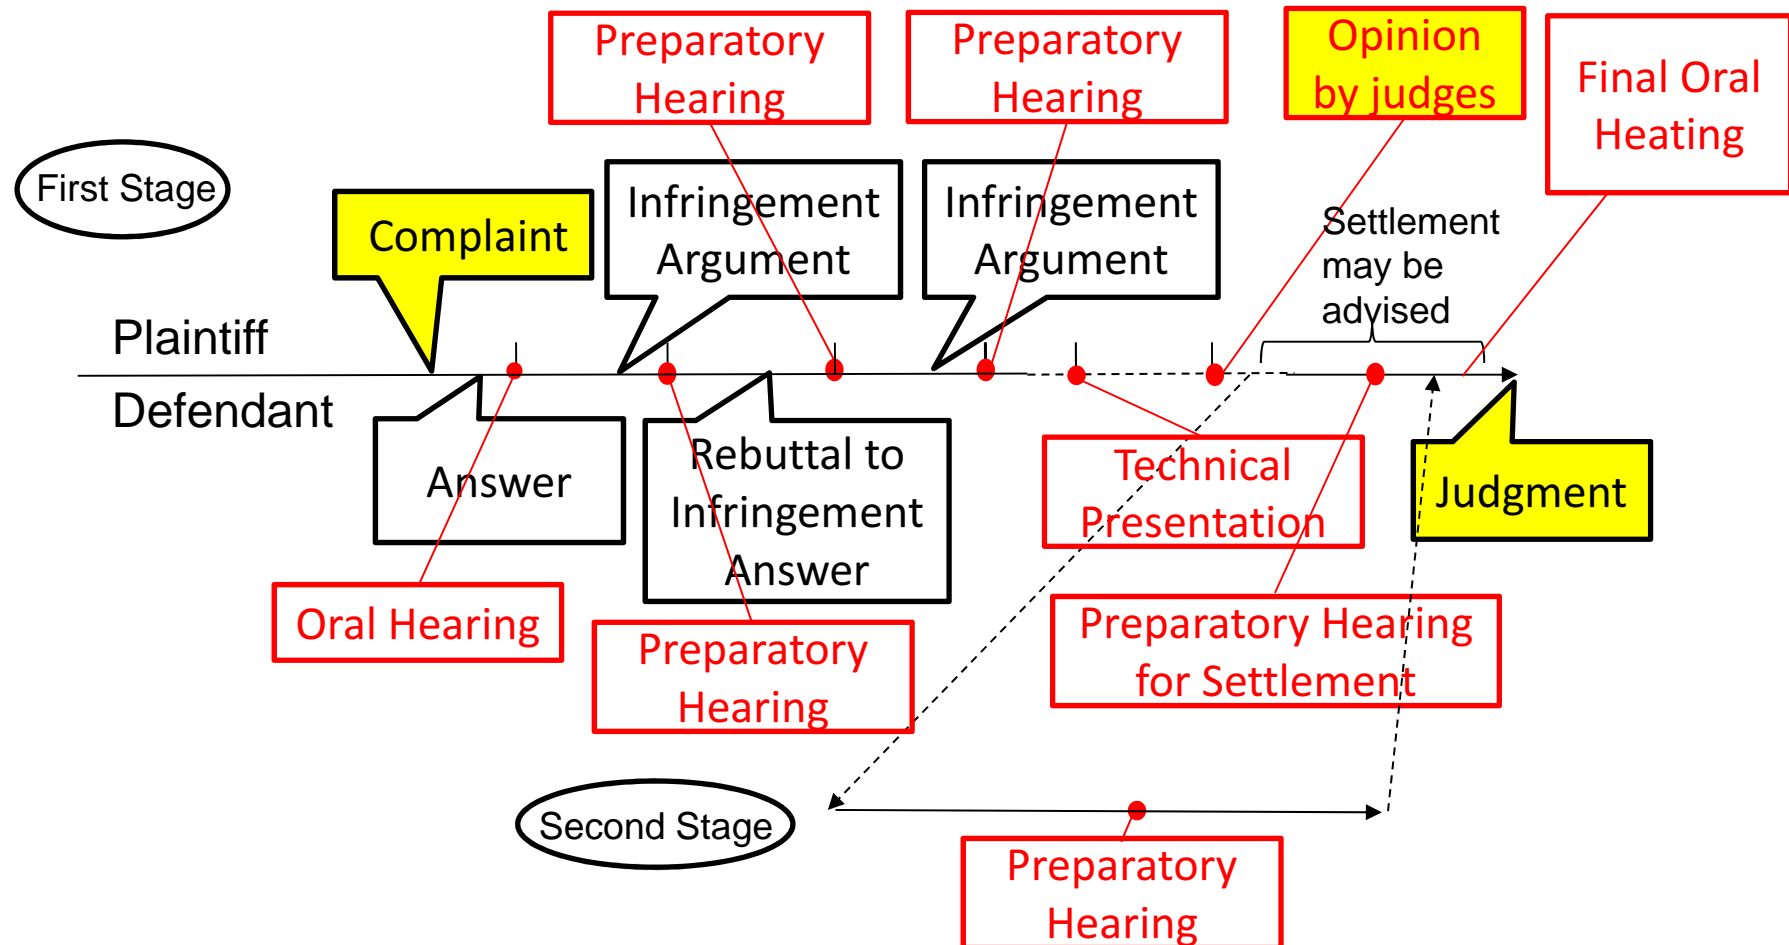 Preparatory
Hearing
Preparatory
Hearing
Opinion
by judges
Final Oral
Heating
First Stage
Complaint
Infringement
Argument
Infringement
Argument
Settlement
may be
advised
Plaintiff
Defendant
Answer
Rebuttal to
Infringement
Answer
Technical
Presentation
Judgment
Oral Hearing
Preparatory
Hearing
Preparatory Hearing
for Settlement
Second Stage
Preparatory
Hearing